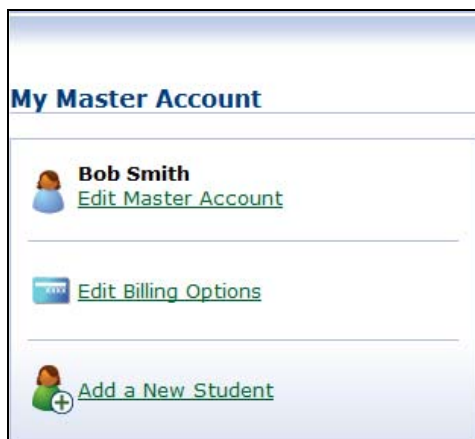 My Master Account
Bob Smith
Edit Master Account
Edit Billing Options
Add a New Student